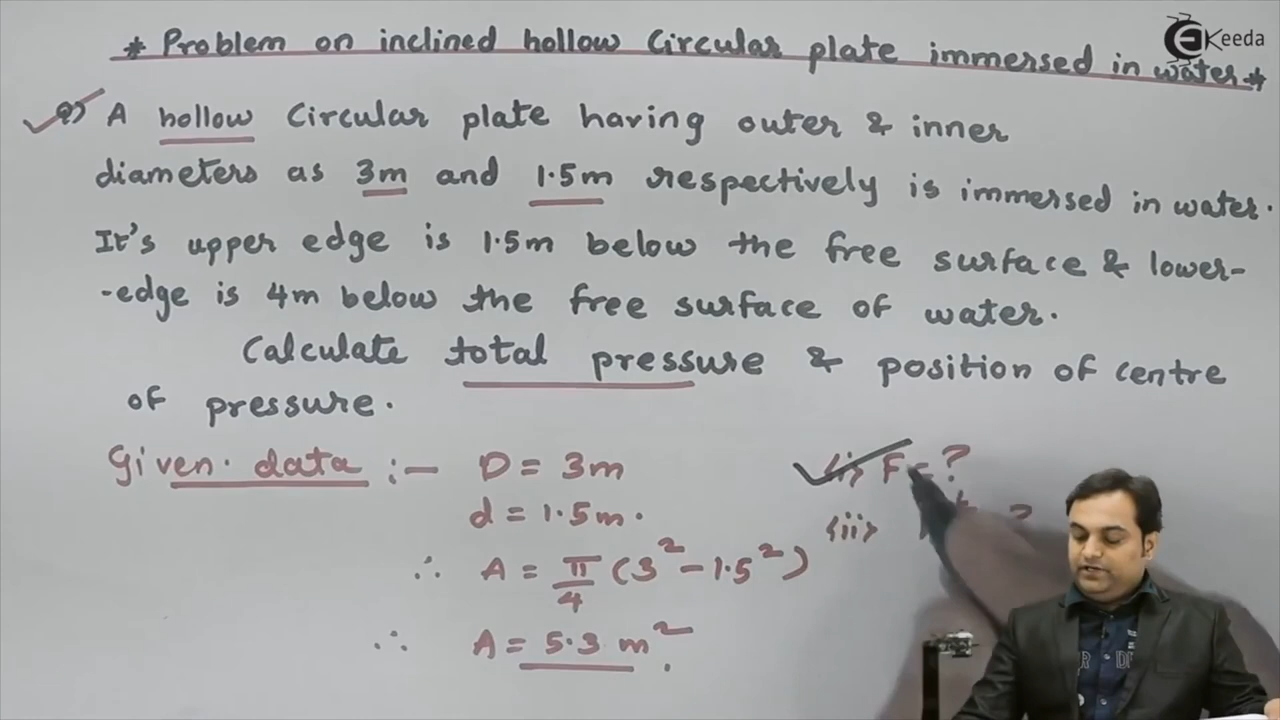 * Problem on inclined hollow Circular plate immersed in water *
Keeda
Q) A hollow Circular plate having outer & inner
diameters as 3m and 1.5m respectively is immersed in water.
It's upper edge is 1.5m below the free surface & lower-
-edge is 4m below the free surface of water.
Calculate total pressure & position of centre
of pressure.
Given data :- D = 3m
d = 1.5m.
∴ A = π/4 (3² - 1.5²)
∴ A = 5.3 m².
(i) F = ?
(ii) ?